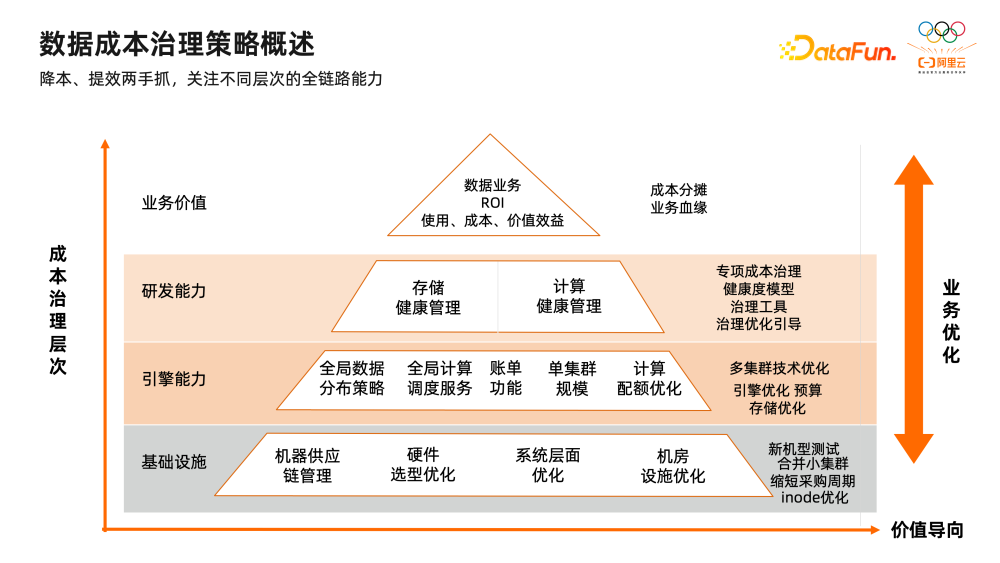 数据成本治理策略概述
降本、提效两手抓，关注不同层次的全链路能力
DataFun.
阿里云
成本治理层次
业务价值
数据业务
ROI
使用、成本、价值效益
成本分摊
业务血缘
研发能力
存储
健康管理
计算
健康管理
专项成本治理
健康度模型
治理工具
治理优化引导
引擎能力
全局数据
分布策略
全局计算
调度服务
账单
功能
单集群
规模
计算
配额优化
多集群技术优化
引擎优化 预算
存储优化
基础设施
机器供应
链管理
硬件
选型优化
系统层面
优化
机房
设施优化
新机型测试
合并小集群
缩短采购周期
inode优化
业务优化
价值导向